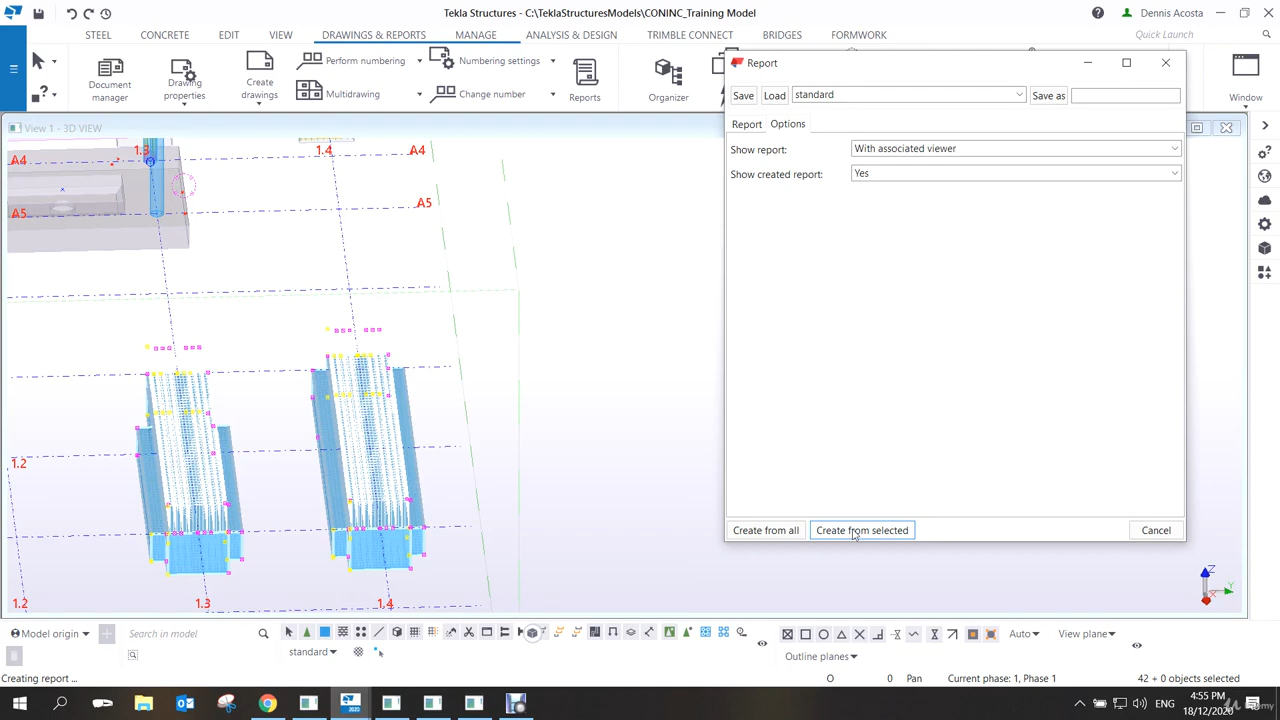 Tekla Structures - C:\TeklaStructuresModels\CONINC_Training Model
Dennis Acosta
STEEL CONCRETE EDIT VIEW DRAWINGS & REPORTS MANAGE ANALYSIS & DESIGN TRIMBLE CONNECT BRIDGES FORMWORK Quick Launch
Document manager
Drawing properties
Create drawings
Perform numbering
Multidrawing
Numbering settings
Change number
Reports
Organizer
Window
Report
Save Load standard Save as
Report Options
Show report: With associated viewer
Show created report: Yes
Create from all Create from selected Cancel
View 1 - 3D VIEW
A4 1.3 1.4 A4
A5 A5
1.2
1.2 1.3 1.4
Z
Y
X
Model origin Search in model Auto View plane
standard Outline planes
Creating report ... O 0 Pan Current phase: 1, Phase 1 42 + 0 objects selected
2020
ENG 4:55 PM
18/12/2020